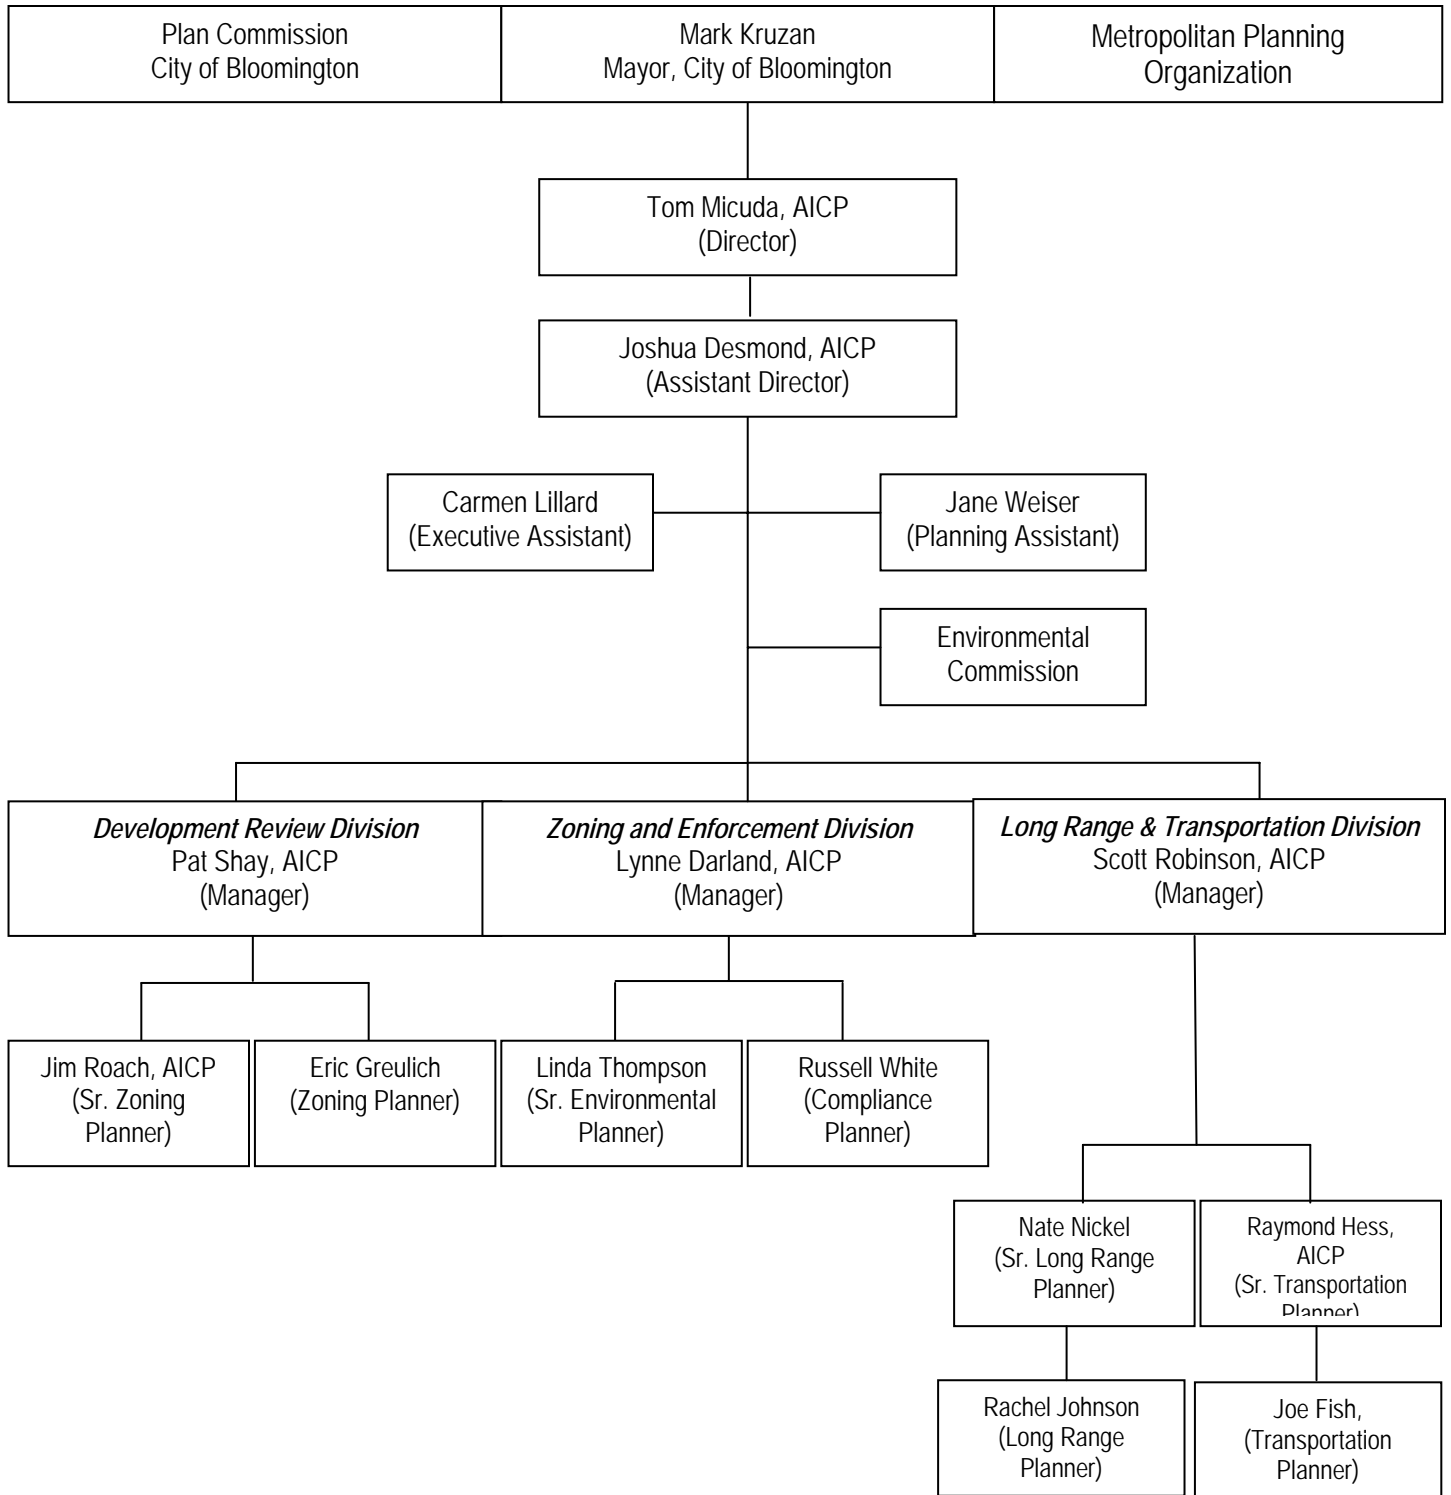 Plan Commission
City of Bloomington
Mark Kruzan
Mayor, City of Bloomington
Metropolitan Planning
Organization
Tom Micuda, AICP
(Director)
Joshua Desmond, AICP
(Assistant Director)
Carmen Lillard
(Executive Assistant)
Jane Weiser
(Planning Assistant)
Environmental
Commission
Development Review Division
Pat Shay, AICP
(Manager)
Zoning and Enforcement Division
Lynne Darland, AICP
(Manager)
Long Range & Transportation Division
Scott Robinson, AICP
(Manager)
Jim Roach, AICP
(Sr. Zoning
Planner)
Eric Greulich
(Zoning Planner)
Linda Thompson
(Sr. Environmental
Planner)
Russell White
(Compliance
Planner)
Nate Nickel
(Sr. Long Range
Planner)
Raymond Hess,
AICP
(Sr. Transportation
Planner)
Rachel Johnson
(Long Range
Planner)
Joe Fish,
(Transportation
Planner)